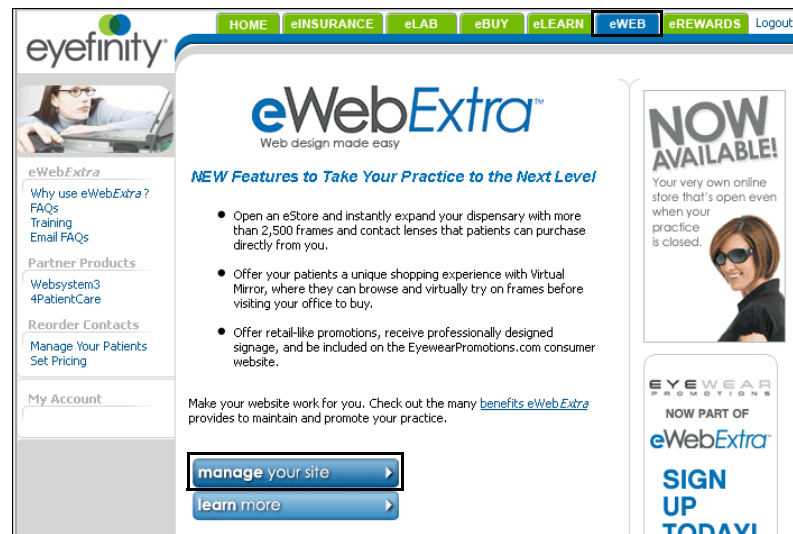 eyefinity
HOME eINSURANCE eLAB eBUY eLEARN eWEB eREWARDS Logout
eWebExtra
Why use eWebExtra?
FAQs
Training
Email FAQs
Partner Products
Websystem3
4PatientCare
Reorder Contacts
Manage Your Patients
Set Pricing
My Account
eWebExtra™
Web design made easy
NEW Features to Take Your Practice to the Next Level
• Open an eStore and instantly expand your dispensary with more
than 2,500 frames and contact lenses that patients can purchase
directly from you.
• Offer your patients a unique shopping experience with Virtual
Mirror, where they can browse and virtually try on frames before
visiting your office to buy.
• Offer retail-like promotions, receive professionally designed
signage, and be included on the EyewearPromotions.com consumer
website.
Make your website work for you. Check out the many benefits eWebExtra
provides to maintain and promote your practice.
manage your site
learn more
NOW
AVAILABLE!
Your very own online
store that's open even
when your
practice
is closed.
EYEWEAR
PROMOTIONS
NOW PART OF
eWebExtra
SIGN
UP
TODAY!